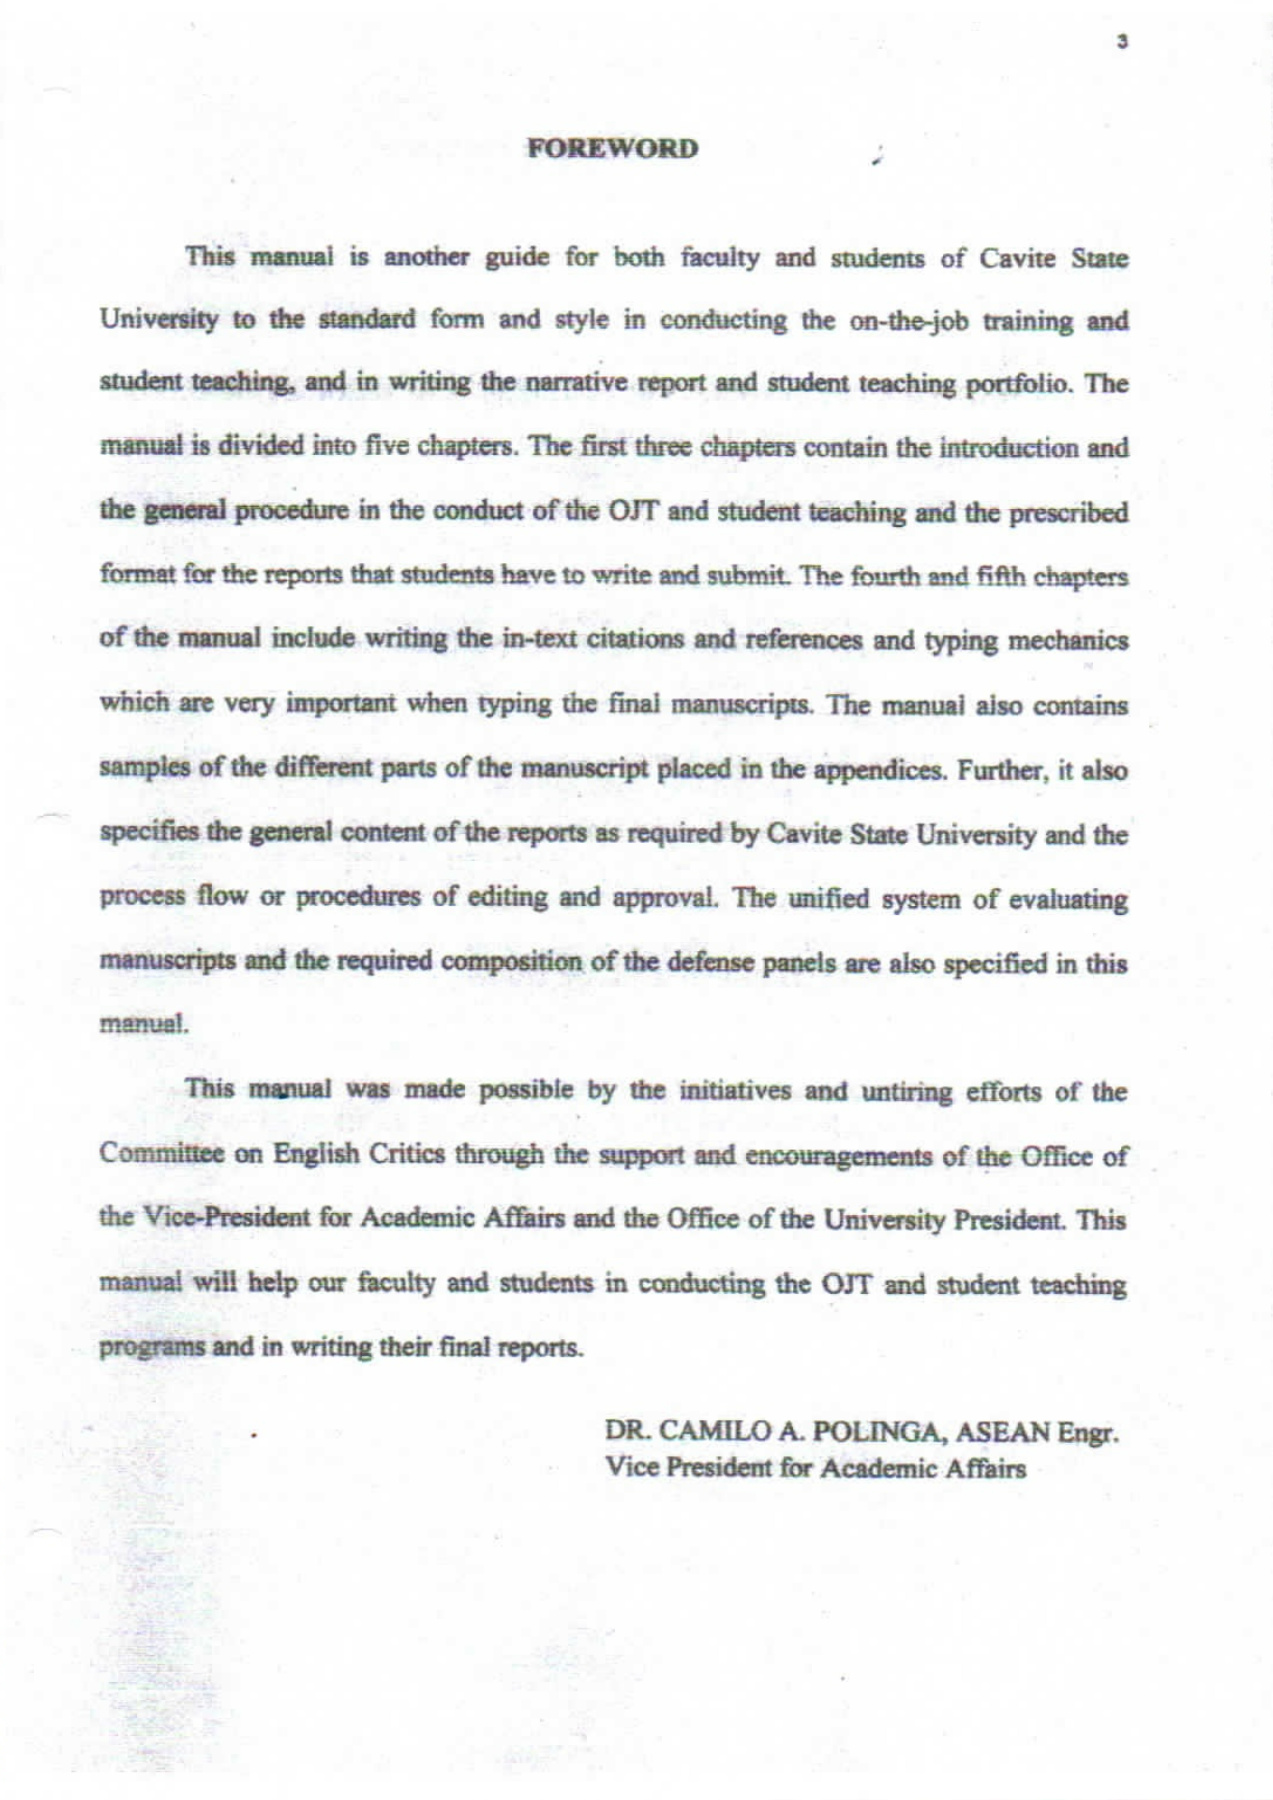 3
FOREWORD
This manual is another guide for both faculty and students of Cavite State
University to the standard form and style in conducting the on-the-job training and
student teaching, and in writing the narrative report and student teaching portfolio. The
manual is divided into five chapters. The first three chapters contain the introduction and
the general procedure in the conduct of the OJT and student teaching and the prescribed
format for the reports that students have to write and submit. The fourth and fifth chapters
of the manual include writing the in-text citations and references and typing mechanics
which are very important when typing the final manuscripts. The manual also contains
samples of the different parts of the manuscript placed in the appendices. Further, it also
specifies the general content of the reports as required by Cavite State University and the
process flow or procedures of editing and approval. The unified system of evaluating
manuscripts and the required composition of the defense panels are also specified in this
manual.
This manual was made possible by the initiatives and untiring efforts of the
Committee on English Critics through the support and encouragements of the Office of
the Vice-President for Academic Affairs and the Office of the University President. This
manual will help our faculty and students in conducting the OJT and student teaching
programs and in writing their final reports.
DR. CAMILO A. POLINGA, ASEAN Engr.
Vice President for Academic Affairs